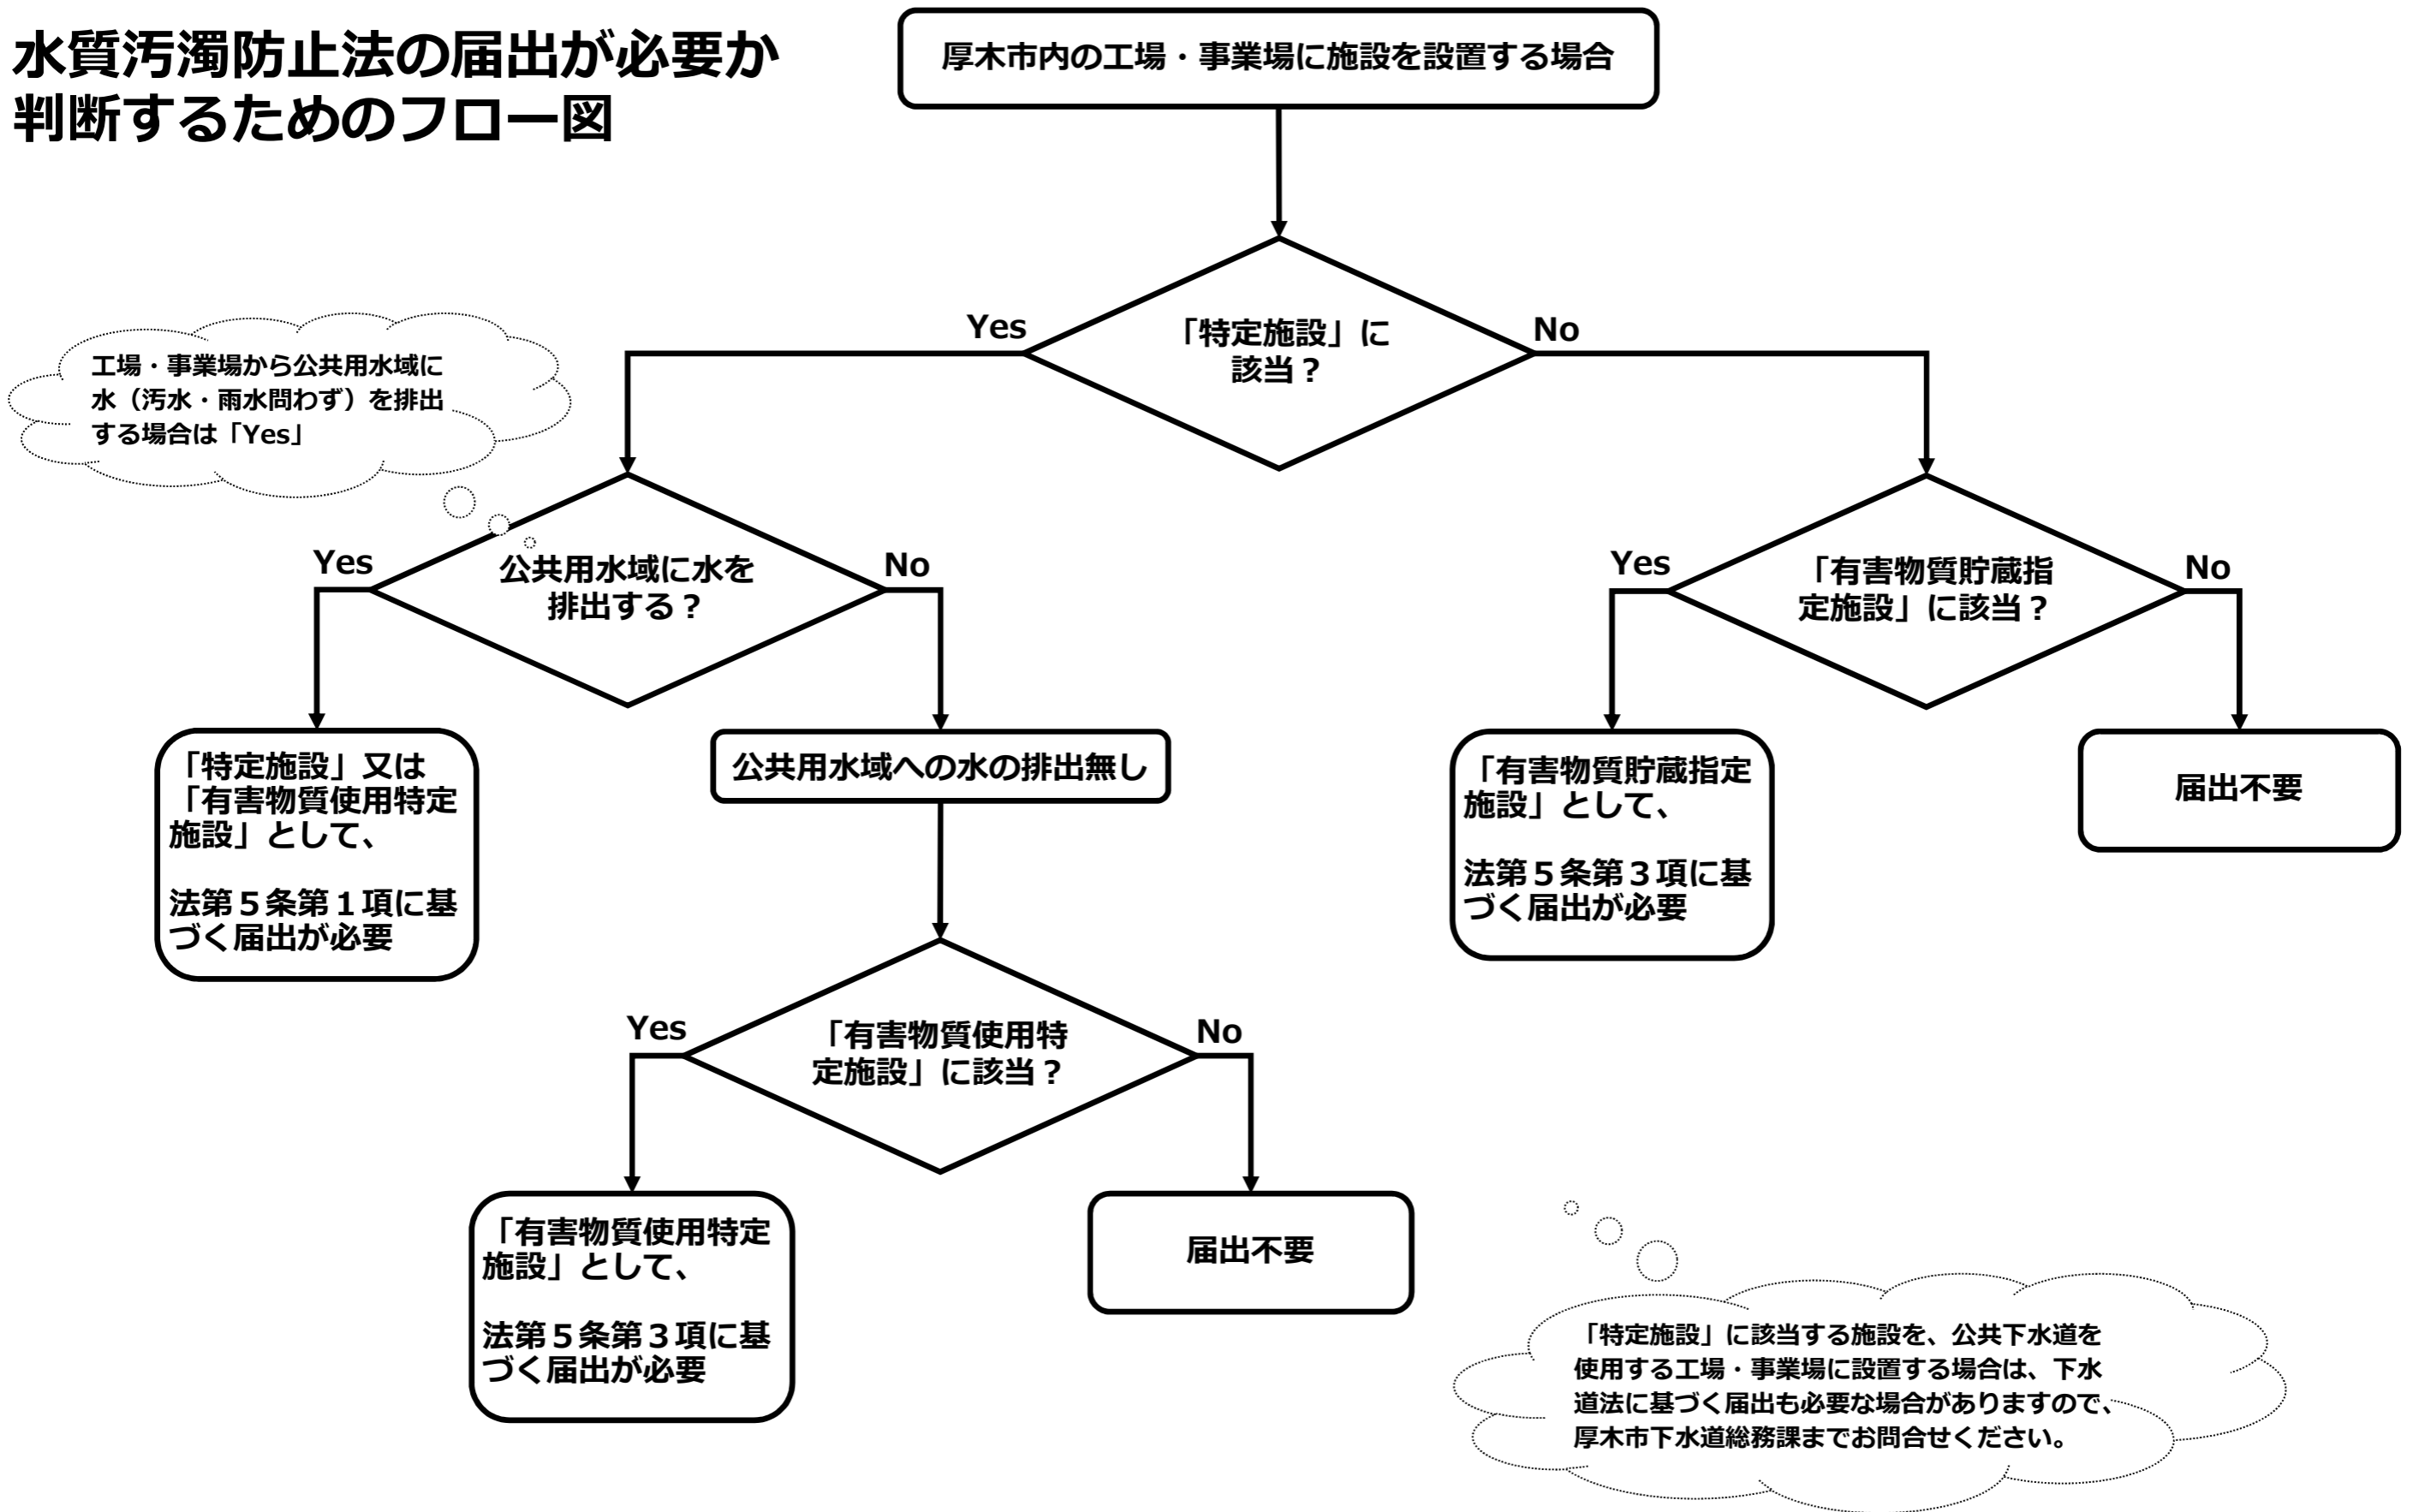 水質汚濁防止法の届出が必要か
判断するためのフロー図
厚木市内の工場・事業場に施設を設置する場合
「特定施設」に
該当？
Yes
No
工場・事業場から公共用水域に
水（汚水・雨水問わず）を排出
する場合は「Yes」
公共用水域に水を
排出する？
Yes
No
「有害物質貯蔵指
定施設」に該当？
Yes
No
「特定施設」又は
「有害物質使用特定
施設」として、
法第５条第１項に基
づく届出が必要
公共用水域への水の排出無し
「有害物質貯蔵指定
施設」として、
法第５条第３項に基
づく届出が必要
届出不要
「有害物質使用特
定施設」に該当？
Yes
No
「有害物質使用特定
施設」として、
法第５条第３項に基
づく届出が必要
届出不要
「特定施設」に該当する施設を、公共下水道を
使用する工場・事業場に設置する場合は、下水
道法に基づく届出も必要な場合がありますので、
厚木市下水道総務課までお問合せください。